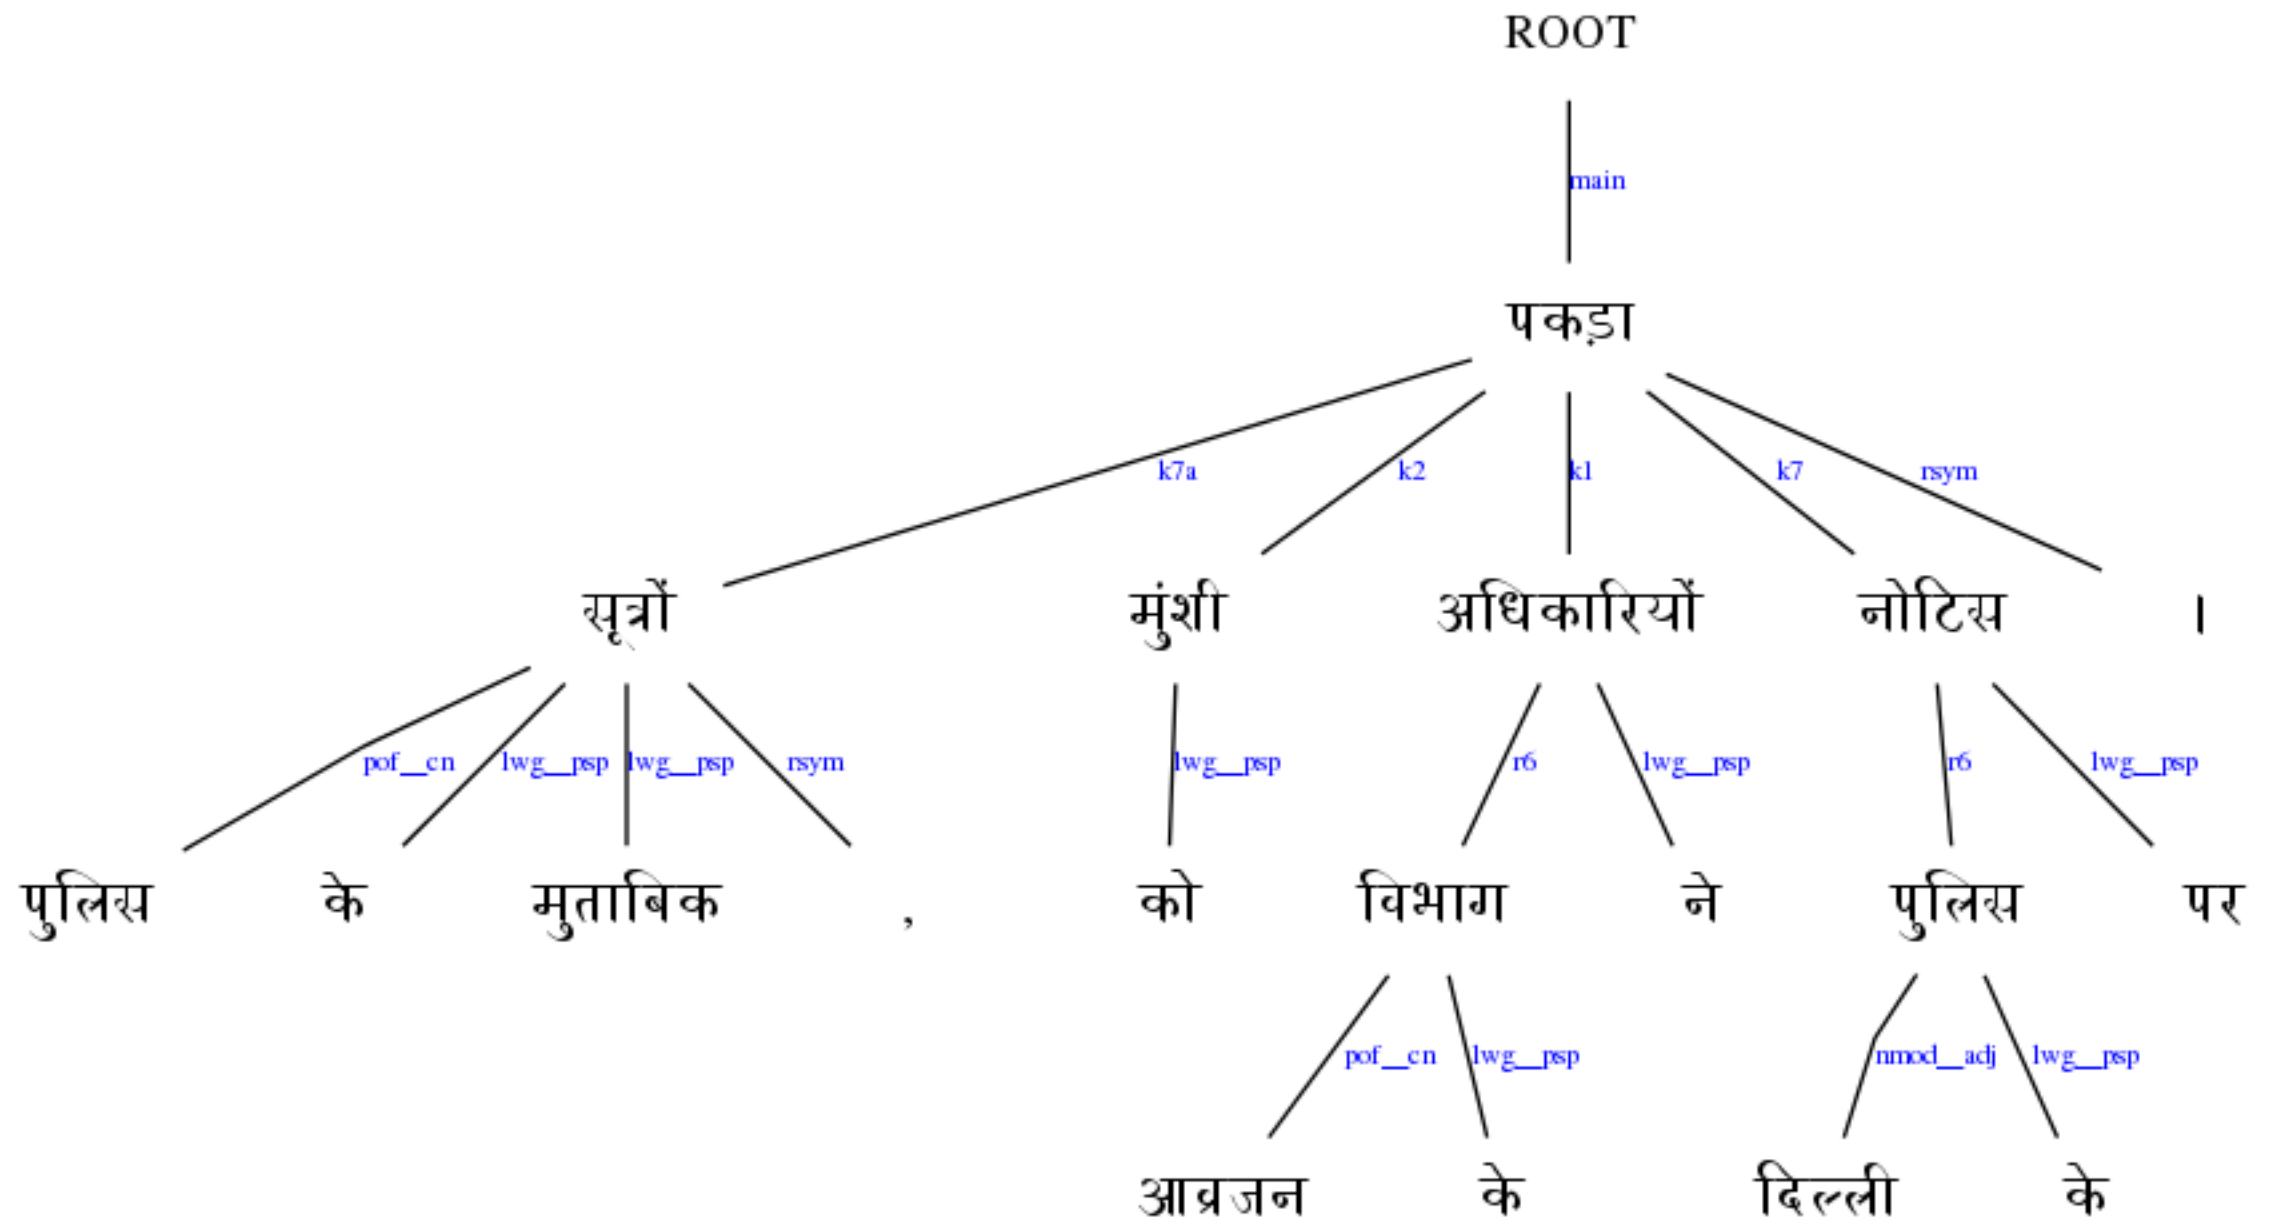 ROOT
main
पकड़ा
k7a k2 k1 k7 rsym
सूत्रों मुंशी अधिकारियों नोटिस ।
pof__cn lwg__psp lwg__psp rsym lwg__psp r6 lwg__psp r6 lwg__psp
पुलिस के मुताबिक , को विभाग ने पुलिस पर
pof__cn lwg__psp nmod__adj lwg__psp
आव्रजन के दिल्ली के